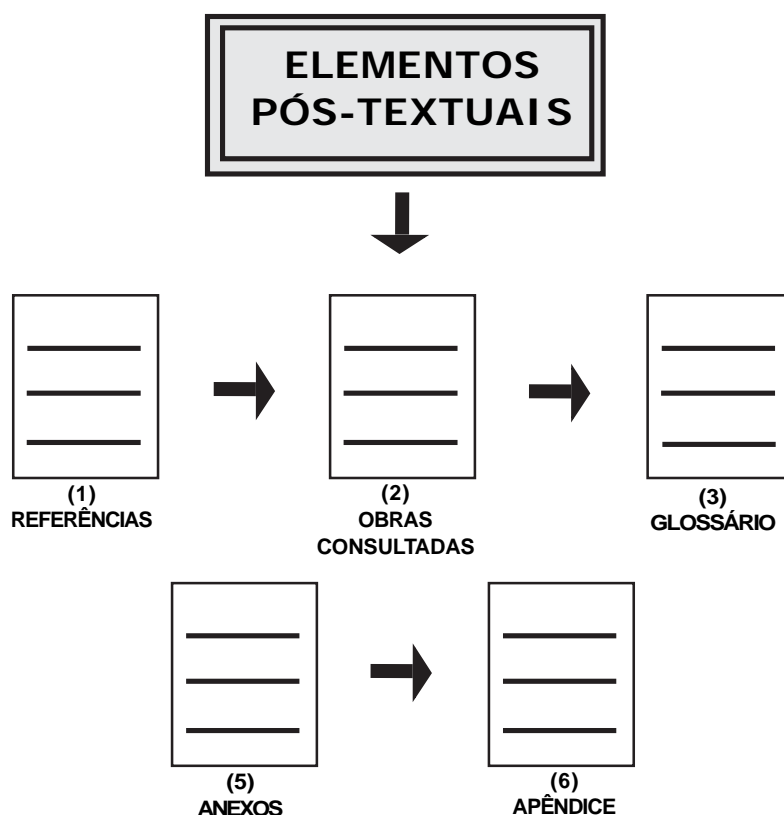 ELEMENTOS
PÓS-TEXTUAIS
(1)
REFERÊNCIAS
(2)
OBRAS
CONSULTADAS
(3)
GLOSSÁRIO
(5)
ANEXOS
(6)
APÊNDICE